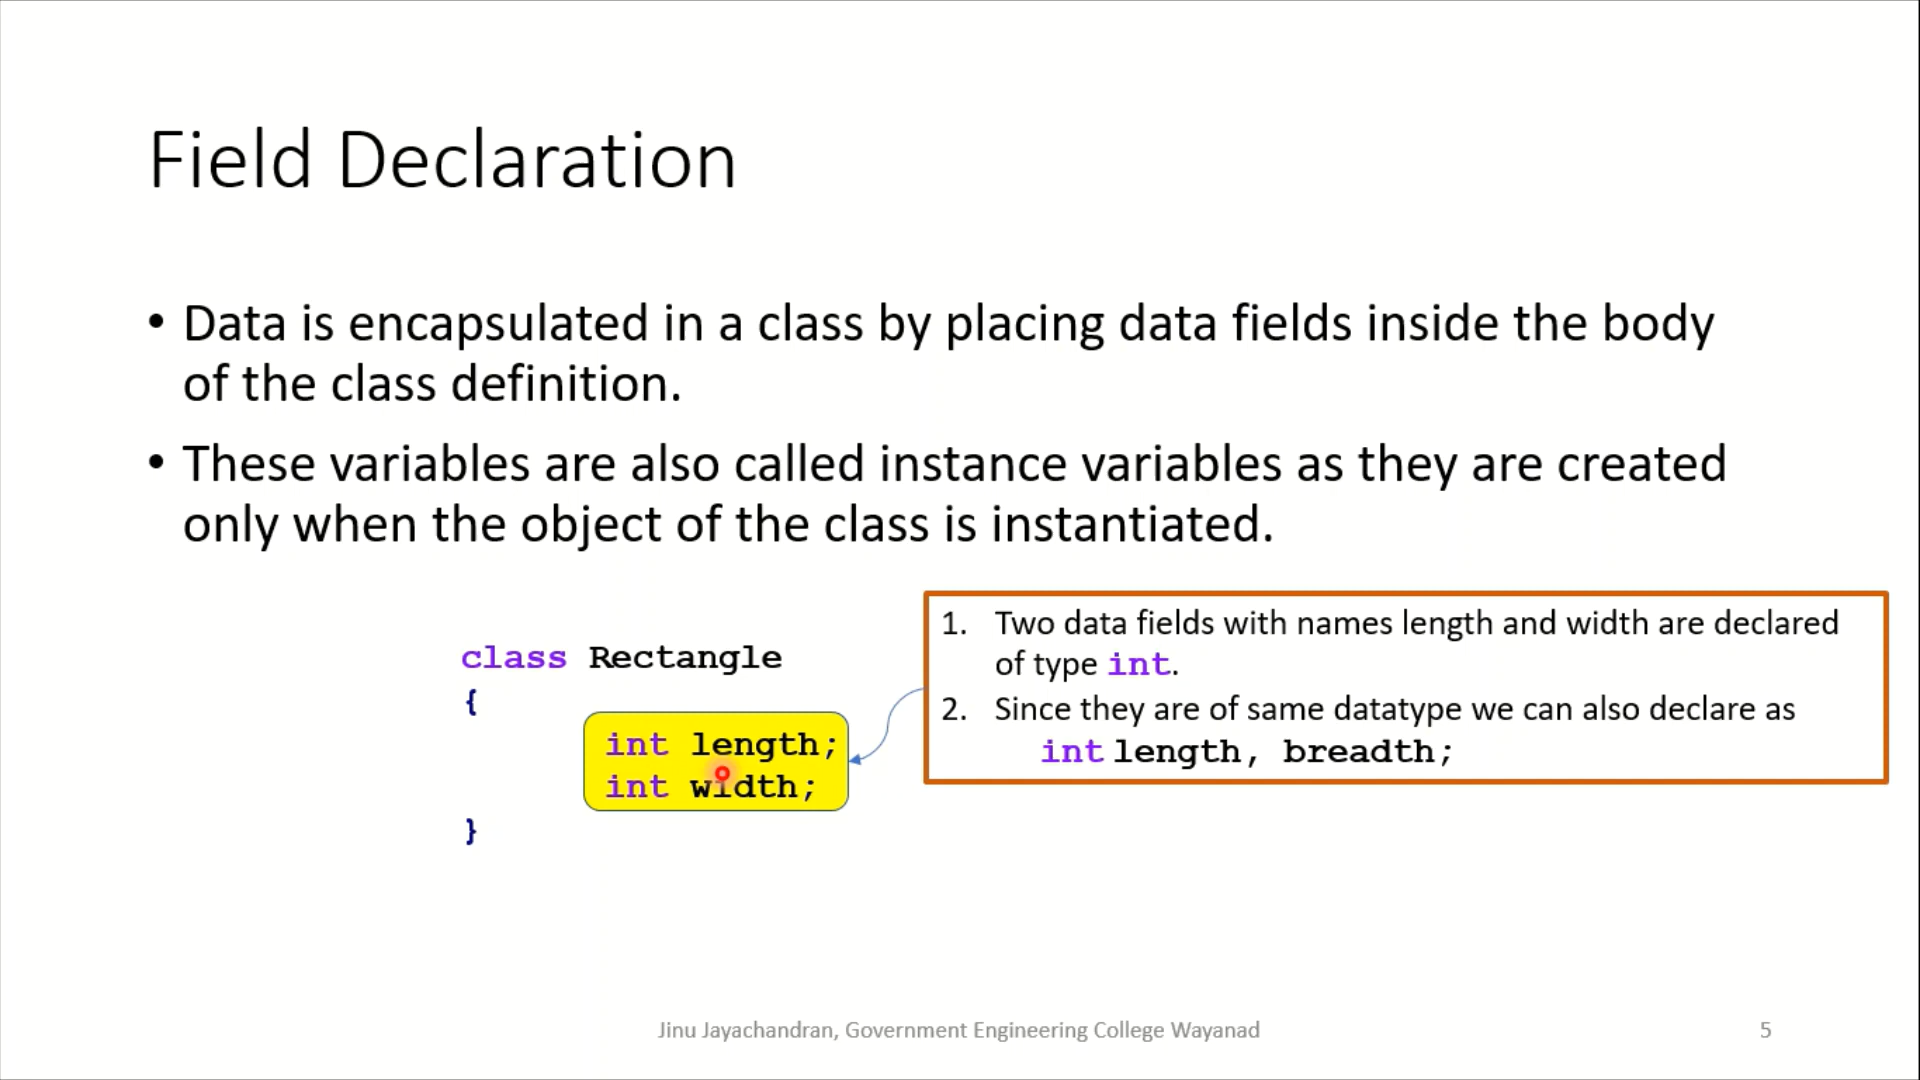 Field Declaration
• Data is encapsulated in a class by placing data fields inside the body
of the class definition.
• These variables are also called instance variables as they are created
only when the object of the class is instantiated.
class Rectangle
{
int length;
int width;
}
1. Two data fields with names length and width are declared
of type int.
2. Since they are of same datatype we can also declare as
int length, breadth;
Jinu Jayachandran, Government Engineering College Wayanad
5